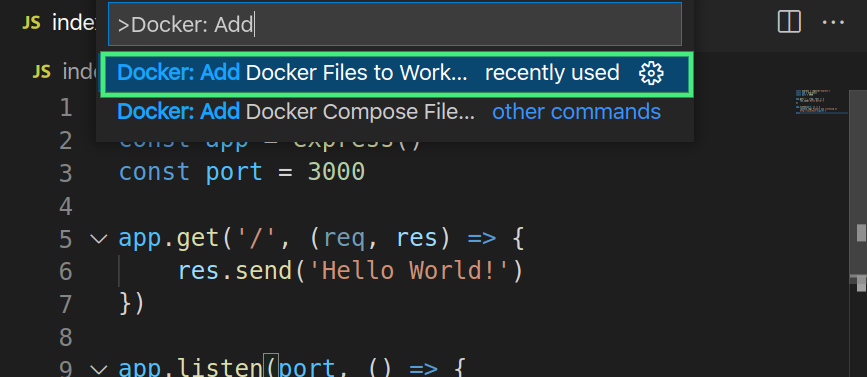 JS index
>Docker: Add
Docker: Add Docker Files to Work... recently used
JS inde
Docker: Add Docker Compose File... other commands
1
2 const app = express()
3 const port = 3000
4
5 app.get('/', (req, res) => {
6 res.send('Hello World!')
7 })
8
9 app.listen(port, () => {